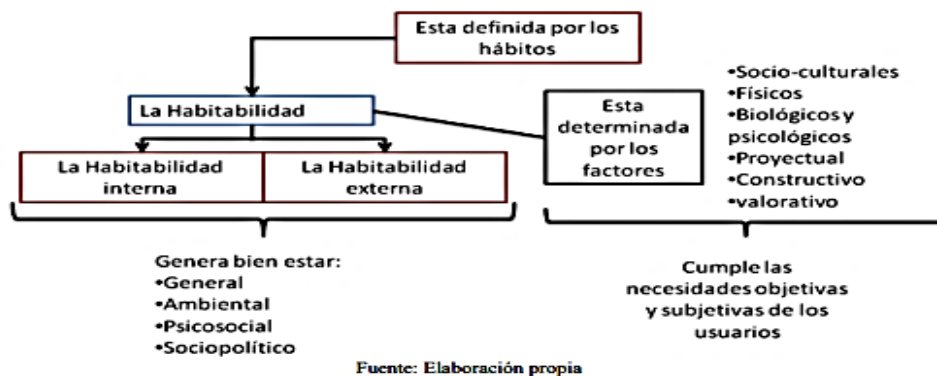 Esta definida por los
hábitos
La Habitabilidad
La Habitabilidad
interna
La Habitabilidad
externa
Esta
determinada
por los
factores
•Socio-culturales
•Físicos
•Biológicos y
psicológicos
•Proyectual
•Constructivo
•valorativo
Genera bien estar:
•General
•Ambiental
•Psicosocial
•Sociopolítico
Cumple las
necesidades objetivas
y subjetivas de los
usuarios
Fuente: Elaboración propia